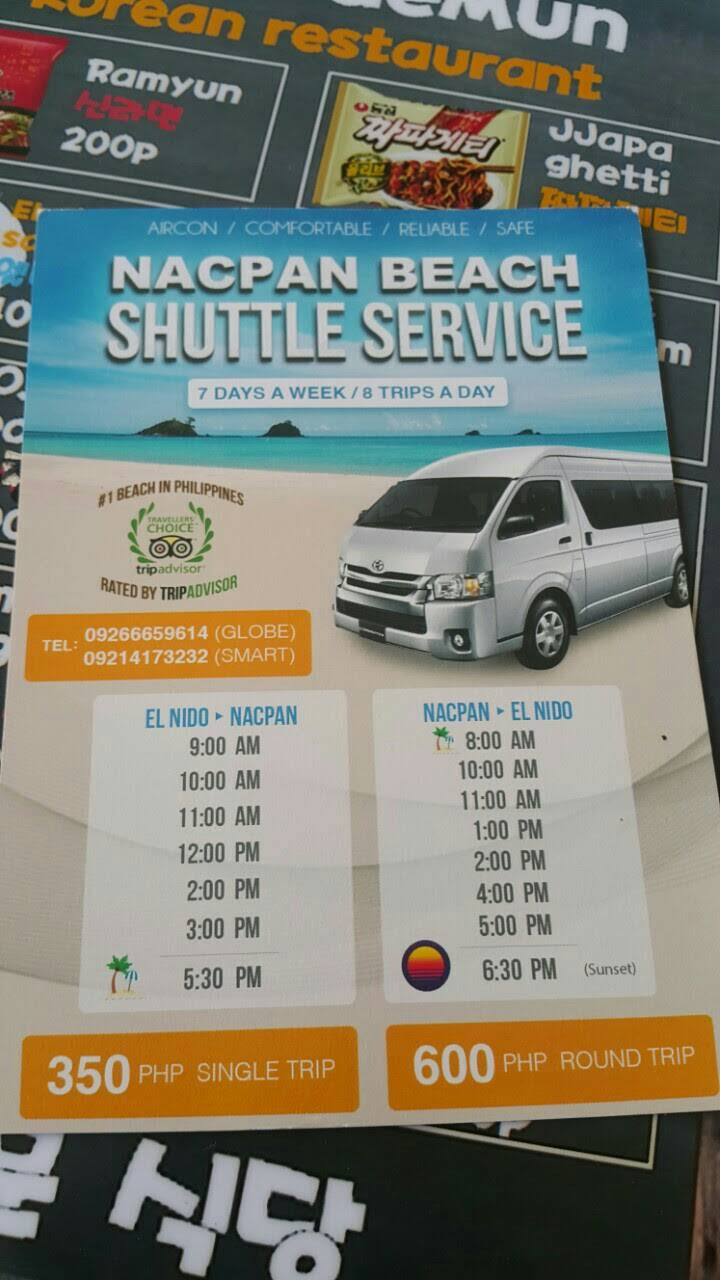 Korean restaurant
Ramyun
신라면
200P
농심
짜파게티
올리브
JJapa
ghetti
AIRCON / COMFORTABLE / RELIABLE / SAFE
NACPAN BEACH
SHUTTLE SERVICE
7 DAYS A WEEK / 8 TRIPS A DAY
#1 BEACH IN PHILIPPINES
TRAVELLERS'
CHOICE
tripadvisor
RATED BY TRIPADVISOR
TEL: 09266659614 (GLOBE)
09214173232 (SMART)
EL NIDO ▸ NACPAN
9:00 AM
10:00 AM
11:00 AM
12:00 PM
2:00 PM
3:00 PM
5:30 PM
NACPAN ▸ EL NIDO
8:00 AM
10:00 AM
11:00 AM
1:00 PM
2:00 PM
4:00 PM
5:00 PM
6:30 PM (Sunset)
350 PHP SINGLE TRIP
600 PHP ROUND TRIP
식당